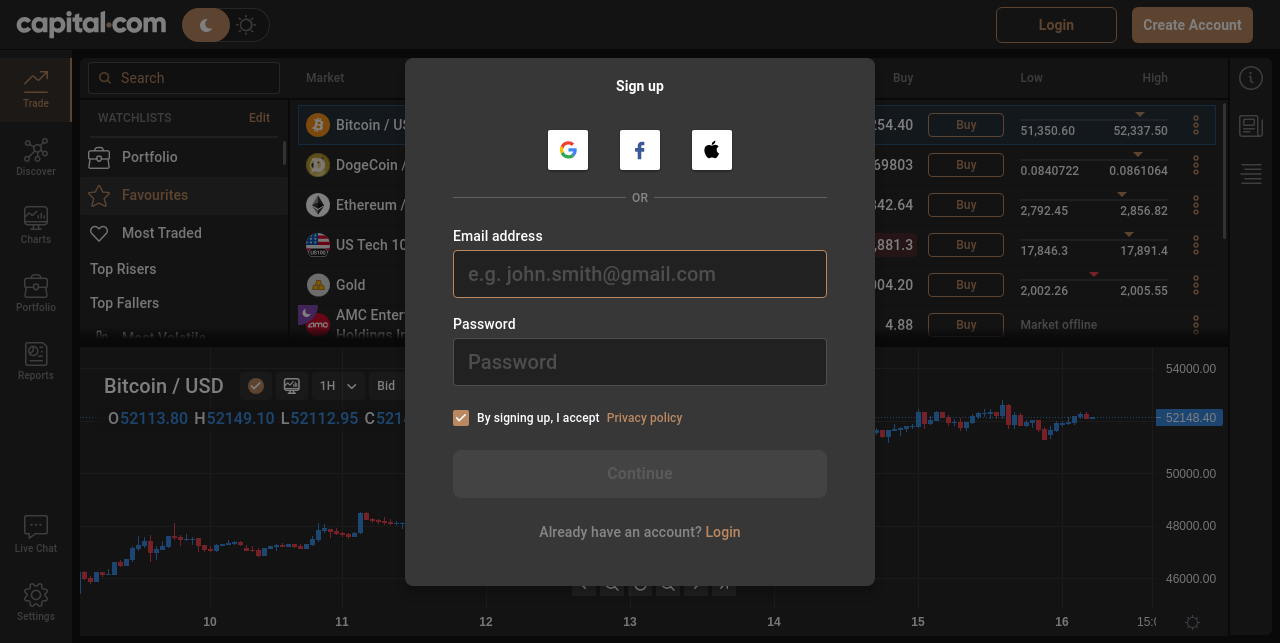 capital.com
Login
Create Account
Trade
Discover
Charts
Portfolio
Reports
Live Chat
Settings
Search
WATCHLISTS
Edit
Portfolio
Favourites
Most Traded
Top Risers
Top Fallers
Most Volatile
Market
Buy
Low
High
Bitcoin / US
254.40
Buy
51,350.60
52,337.50
DogeCoin /
69803
Buy
0.0840722
0.0861064
Ethereum /
342.64
Buy
2,792.45
2,856.82
US100
US Tech 10
,881.3
Buy
17,846.3
17,891.4
Gold
04.20
Buy
2,002.26
2,005.55
amc
AMC Enter
Holdings In
4.88
Buy
Market offline
Sign up
OR
Email address
e.g. john.smith@gmail.com
Password
Password
By signing up, I accept Privacy policy
Continue
Already have an account? Login
Bitcoin / USD
1H
Bid
O52113.80 H52149.10 L52112.95 C5214
54000.00
52148.40
50000.00
48000.00
46000.00
10
11
12
13
14
15
16
15:0